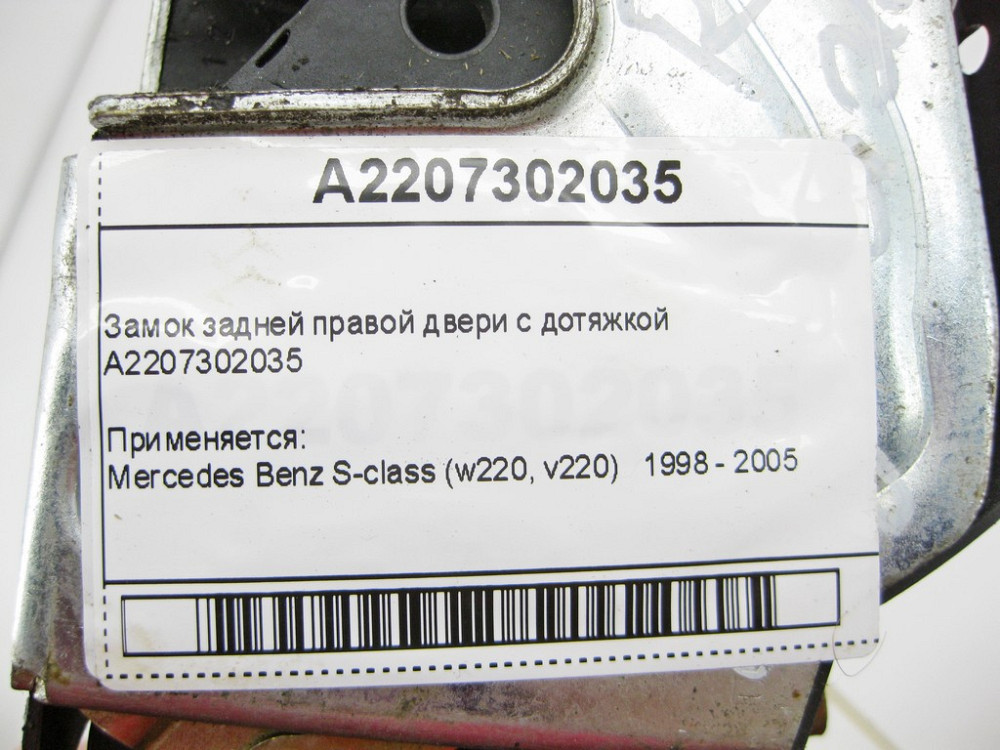 A2207302035
Замок задней правой двери с дотяжкой
A2207302035
Применяется:
Mercedes Benz S-class (w220, v220) 1998 - 2005